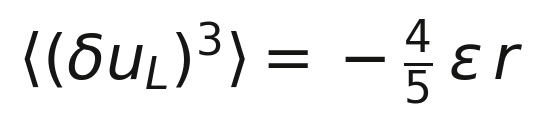 ⟨(δu_L)³⟩ = − 4/5 ε r